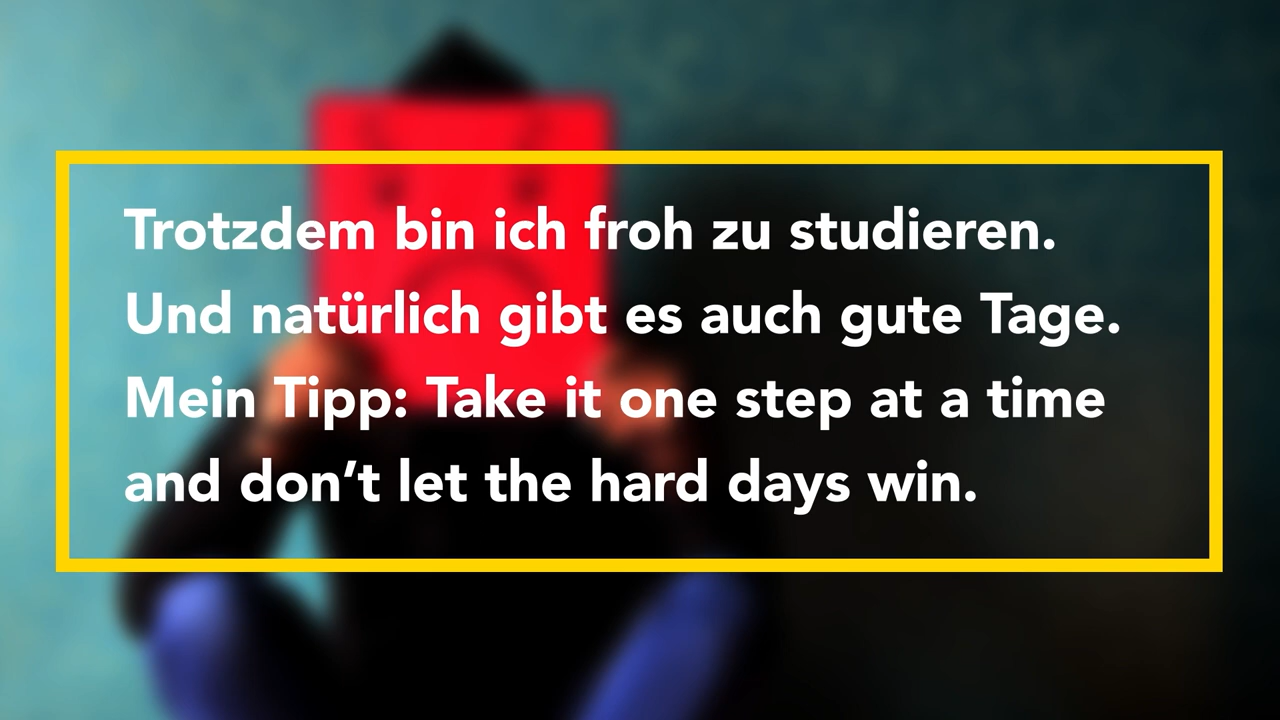 Trotzdem bin ich froh zu studieren.
Und natürlich gibt es auch gute Tage.
Mein Tipp: Take it one step at a time
and don’t let the hard days win.